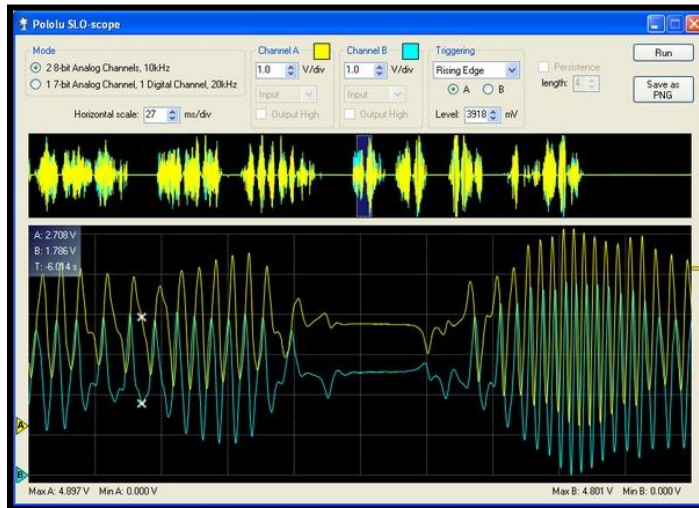 Pololu SLO-scope
Mode
2 8-bit Analog Channels, 10kHz
1 7-bit Analog Channel, 1 Digital Channel, 20kHz
Horizontal scale: 27 ms/div
Channel A
1.0 V/div
Input
Output High
Channel B
1.0 V/div
Input
Output High
Triggering
Rising Edge
A B
Level: 3918 mV
Persistence
length: 4
Run
Save as
PNG
A: 2.708 V
B: 1.786 V
T: -6.014 s
A
B
Max A: 4.897 V Min A: 0.000 V
Max B: 4.801 V Min B: 0.000 V